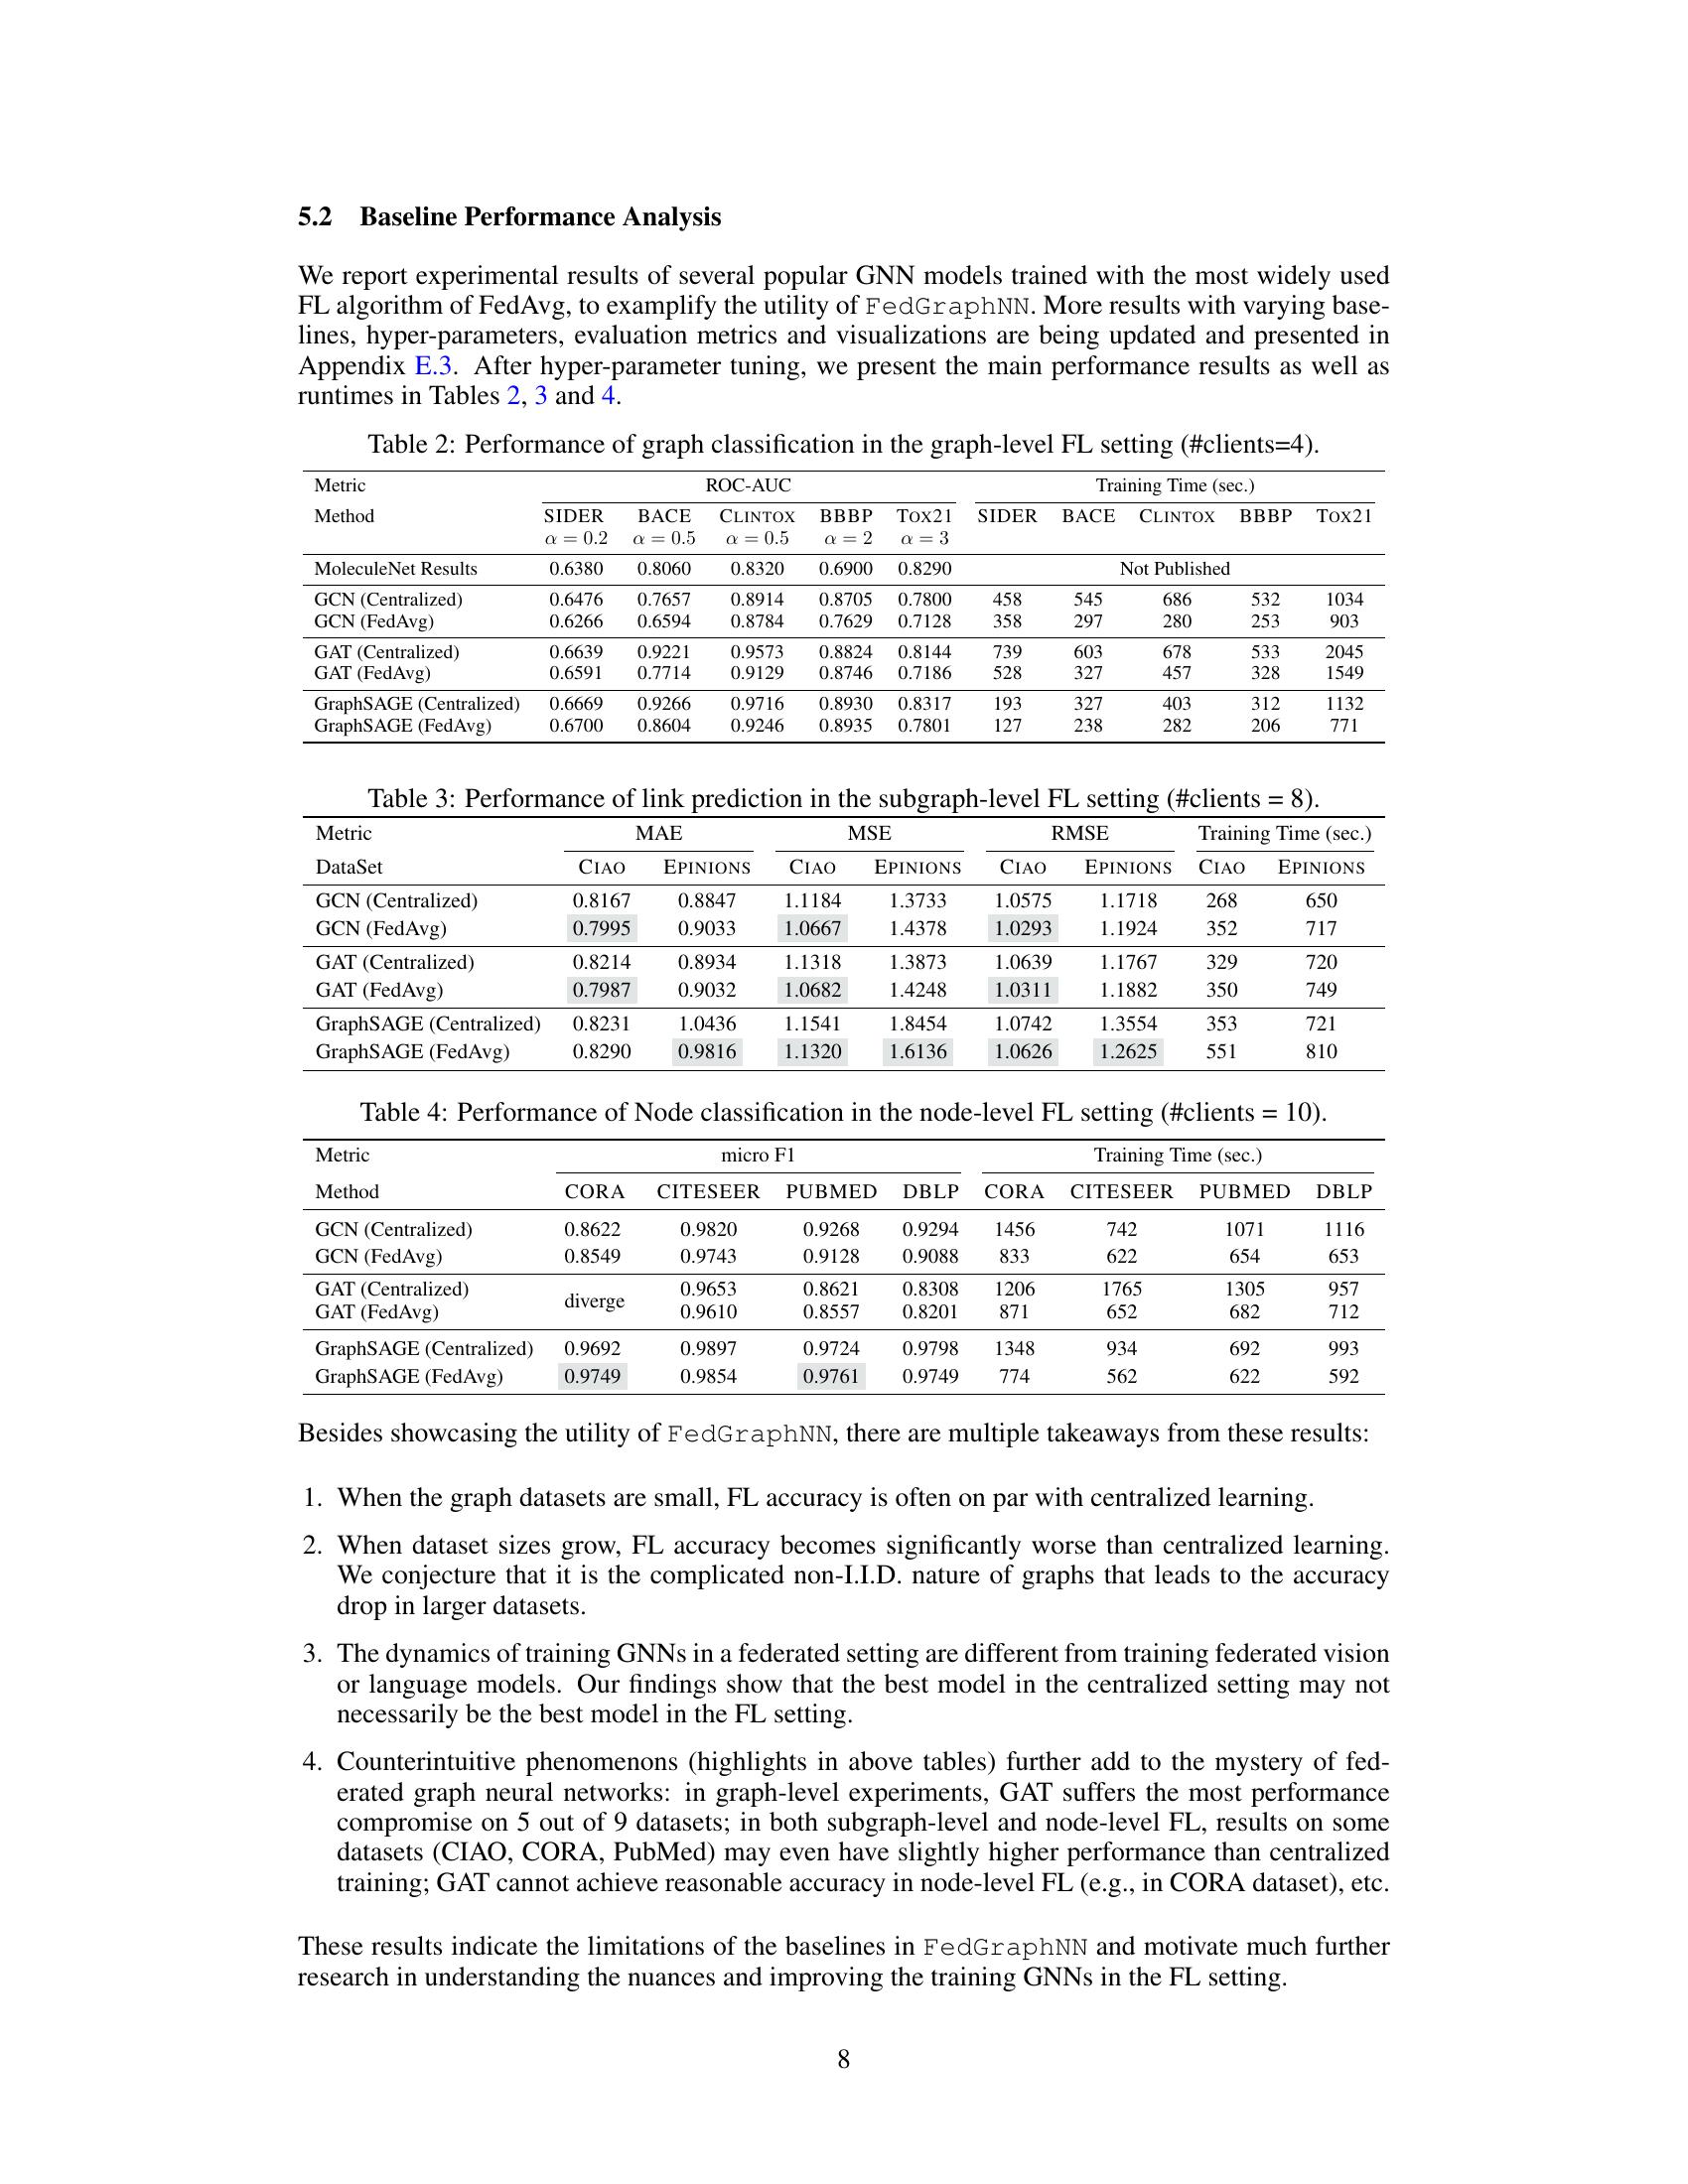 5.2 Baseline Performance Analysis
We report experimental results of several popular GNN models trained with the most widely used
FL algorithm of FedAvg, to examplify the utility of FedGraphNN. More results with varying base-
lines, hyper-parameters, evaluation metrics and visualizations are being updated and presented in
Appendix E.3. After hyper-parameter tuning, we present the main performance results as well as
runtimes in Tables 2, 3 and 4.
Table 2: Performance of graph classification in the graph-level FL setting (#clients=4).
Metric ROC-AUC Training Time (sec.)
Method SIDER BACE CLINTOX BBBP TOX21 SIDER BACE CLINTOX BBBP TOX21
α = 0.2 α = 0.5 α = 0.5 α = 2 α = 3
MoleculeNet Results 0.6380 0.8060 0.8320 0.6900 0.8290 Not Published
GCN (Centralized) 0.6476 0.7657 0.8914 0.8705 0.7800 458 545 686 532 1034
GCN (FedAvg) 0.6266 0.6594 0.8784 0.7629 0.7128 358 297 280 253 903
GAT (Centralized) 0.6639 0.9221 0.9573 0.8824 0.8144 739 603 678 533 2045
GAT (FedAvg) 0.6591 0.7714 0.9129 0.8746 0.7186 528 327 457 328 1549
GraphSAGE (Centralized) 0.6669 0.9266 0.9716 0.8930 0.8317 193 327 403 312 1132
GraphSAGE (FedAvg) 0.6700 0.8604 0.9246 0.8935 0.7801 127 238 282 206 771
Table 3: Performance of link prediction in the subgraph-level FL setting (#clients = 8).
Metric MAE MSE RMSE Training Time (sec.)
DataSet CIAO EPINIONS CIAO EPINIONS CIAO EPINIONS CIAO EPINIONS
GCN (Centralized) 0.8167 0.8847 1.1184 1.3733 1.0575 1.1718 268 650
GCN (FedAvg) 0.7995 0.9033 1.0667 1.4378 1.0293 1.1924 352 717
GAT (Centralized) 0.8214 0.8934 1.1318 1.3873 1.0639 1.1767 329 720
GAT (FedAvg) 0.7987 0.9032 1.0682 1.4248 1.0311 1.1882 350 749
GraphSAGE (Centralized) 0.8231 1.0436 1.1541 1.8454 1.0742 1.3554 353 721
GraphSAGE (FedAvg) 0.8290 0.9816 1.1320 1.6136 1.0626 1.2625 551 810
Table 4: Performance of Node classification in the node-level FL setting (#clients = 10).
Metric micro F1 Training Time (sec.)
Method CORA CITESEER PUBMED DBLP CORA CITESEER PUBMED DBLP
GCN (Centralized) 0.8622 0.9820 0.9268 0.9294 1456 742 1071 1116
GCN (FedAvg) 0.8549 0.9743 0.9128 0.9088 833 622 654 653
GAT (Centralized) diverge 0.9653 0.8621 0.8308 1206 1765 1305 957
GAT (FedAvg) 0.9610 0.8557 0.8201 871 652 682 712
GraphSAGE (Centralized) 0.9692 0.9897 0.9724 0.9798 1348 934 692 993
GraphSAGE (FedAvg) 0.9749 0.9854 0.9761 0.9749 774 562 622 592
Besides showcasing the utility of FedGraphNN, there are multiple takeaways from these results:
1. When the graph datasets are small, FL accuracy is often on par with centralized learning.
2. When dataset sizes grow, FL accuracy becomes significantly worse than centralized learning.
We conjecture that it is the complicated non-I.I.D. nature of graphs that leads to the accuracy
drop in larger datasets.
3. The dynamics of training GNNs in a federated setting are different from training federated vision
or language models. Our findings show that the best model in the centralized setting may not
necessarily be the best model in the FL setting.
4. Counterintuitive phenomenons (highlights in above tables) further add to the mystery of fed-
erated graph neural networks: in graph-level experiments, GAT suffers the most performance
compromise on 5 out of 9 datasets; in both subgraph-level and node-level FL, results on some
datasets (CIAO, CORA, PubMed) may even have slightly higher performance than centralized
training; GAT cannot achieve reasonable accuracy in node-level FL (e.g., in CORA dataset), etc.
These results indicate the limitations of the baselines in FedGraphNN and motivate much further
research in understanding the nuances and improving the training GNNs in the FL setting.
8